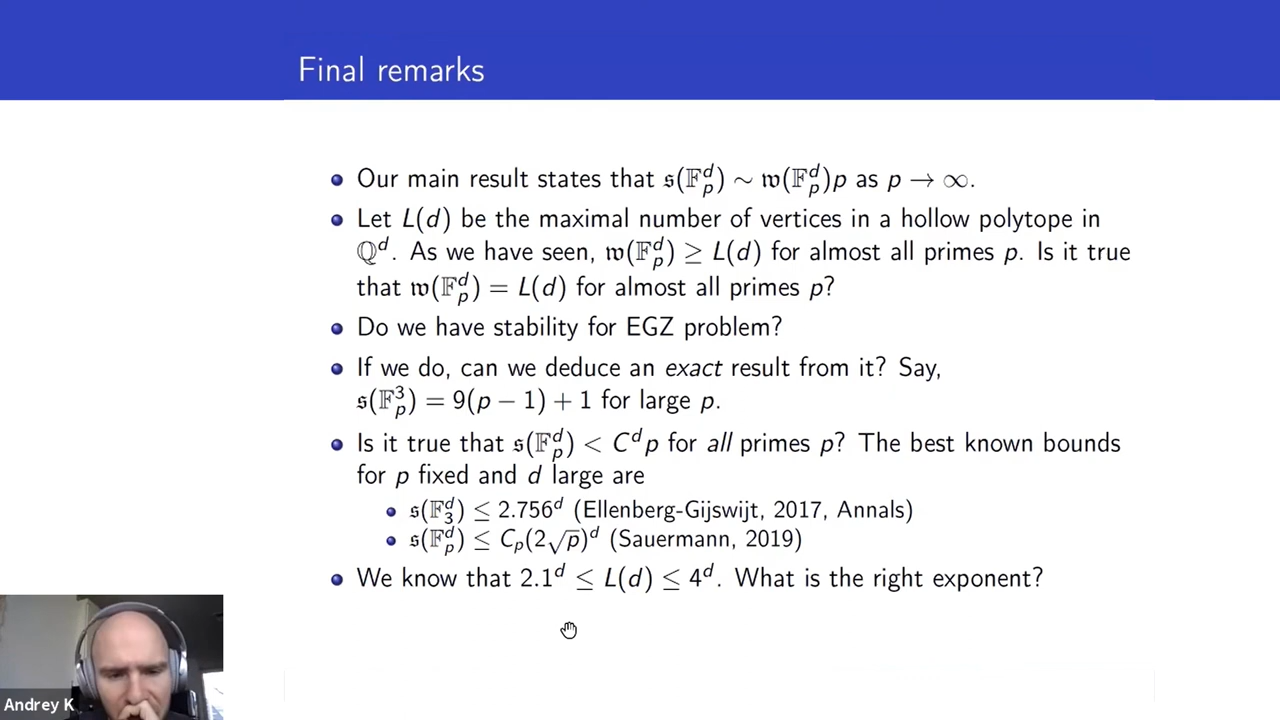 Final remarks
• Our main result states that 𝔰(𝔽_p^d) ∼ 𝔴(𝔽_p^d)p as p → ∞.
• Let L(d) be the maximal number of vertices in a hollow polytope in
ℚ^d. As we have seen, 𝔴(𝔽_p^d) ≥ L(d) for almost all primes p. Is it true
that 𝔴(𝔽_p^d) = L(d) for almost all primes p?
• Do we have stability for EGZ problem?
• If we do, can we deduce an exact result from it? Say,
𝔰(𝔽_p^3) = 9(p − 1) + 1 for large p.
• Is it true that 𝔰(𝔽_p^d) < C^d p for all primes p? The best known bounds
for p fixed and d large are
• 𝔰(𝔽_3^d) ≤ 2.756^d (Ellenberg-Gijswijt, 2017, Annals)
• 𝔰(𝔽_p^d) ≤ C_p(2√p)^d (Sauermann, 2019)
• We know that 2.1^d ≤ L(d) ≤ 4^d. What is the right exponent?
Andrey K